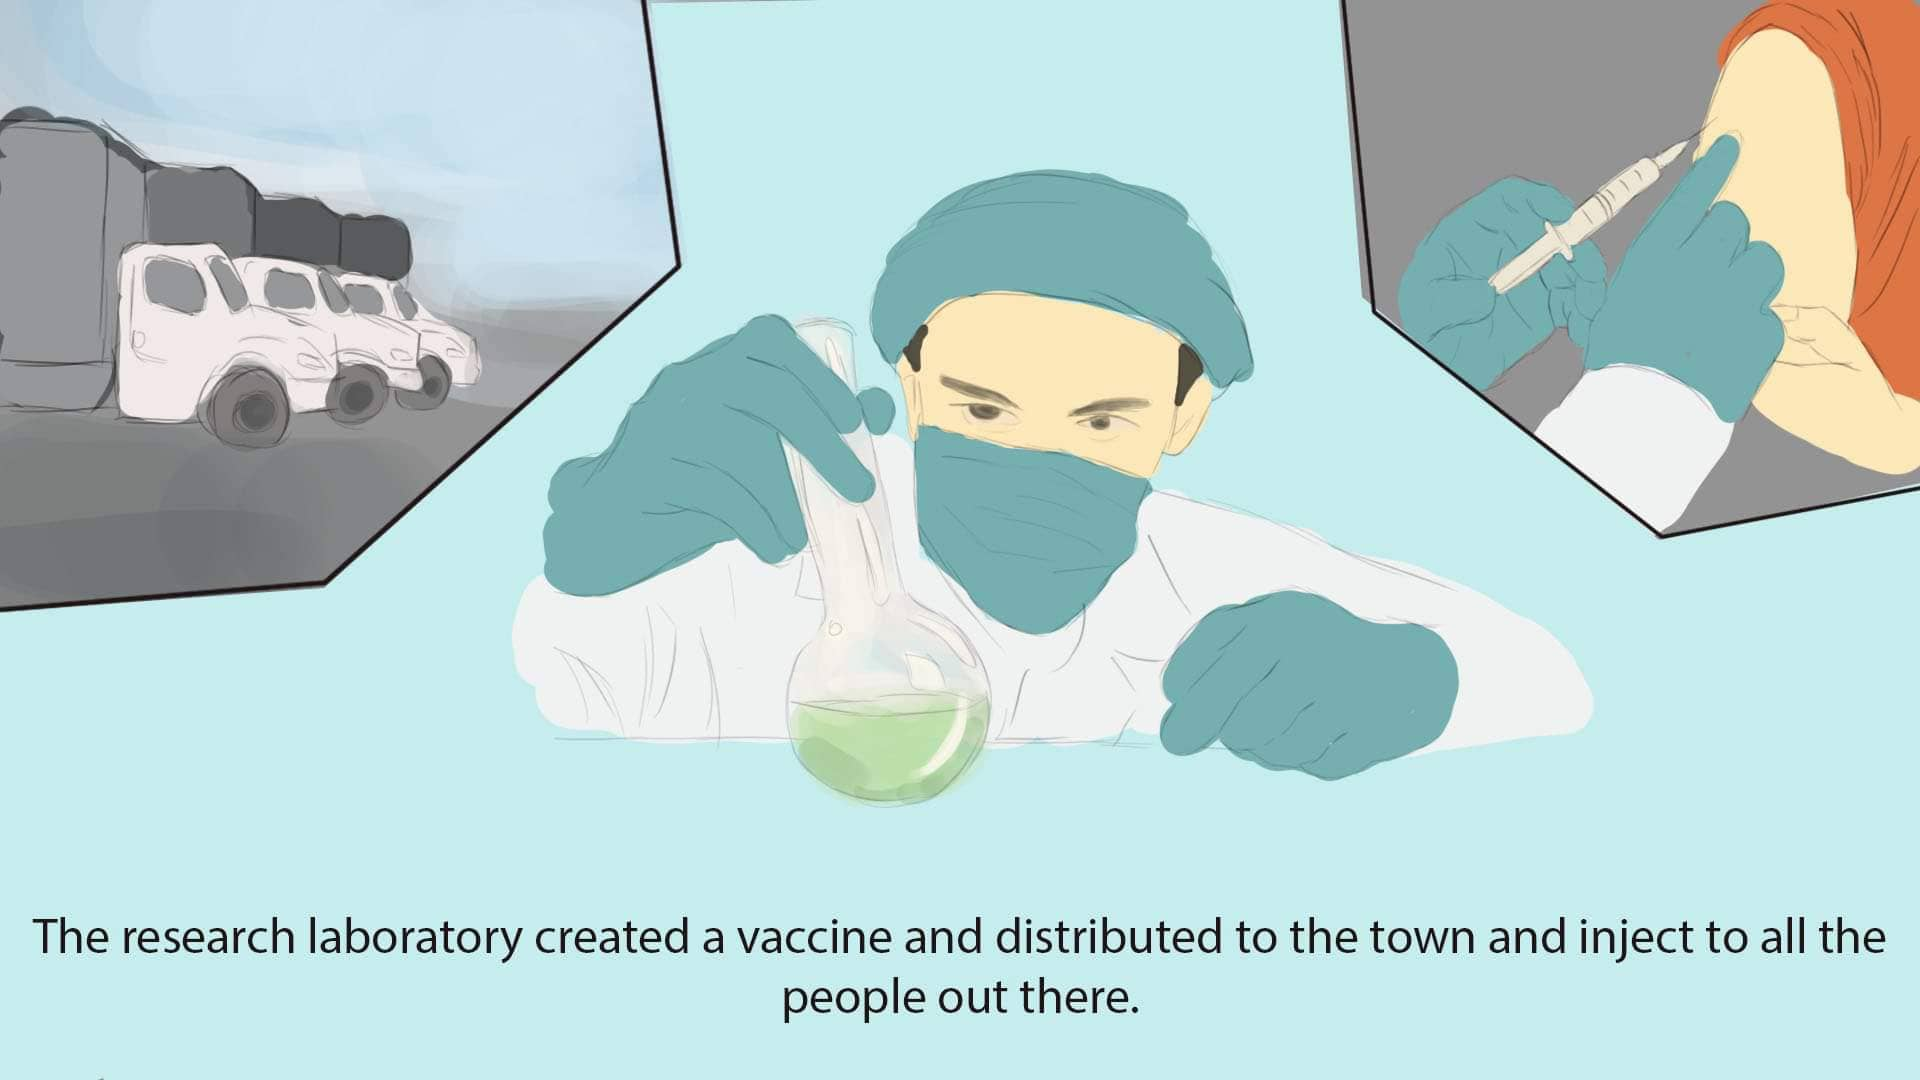 The research laboratory created a vaccine and distributed to the town and inject to all the
people out there.